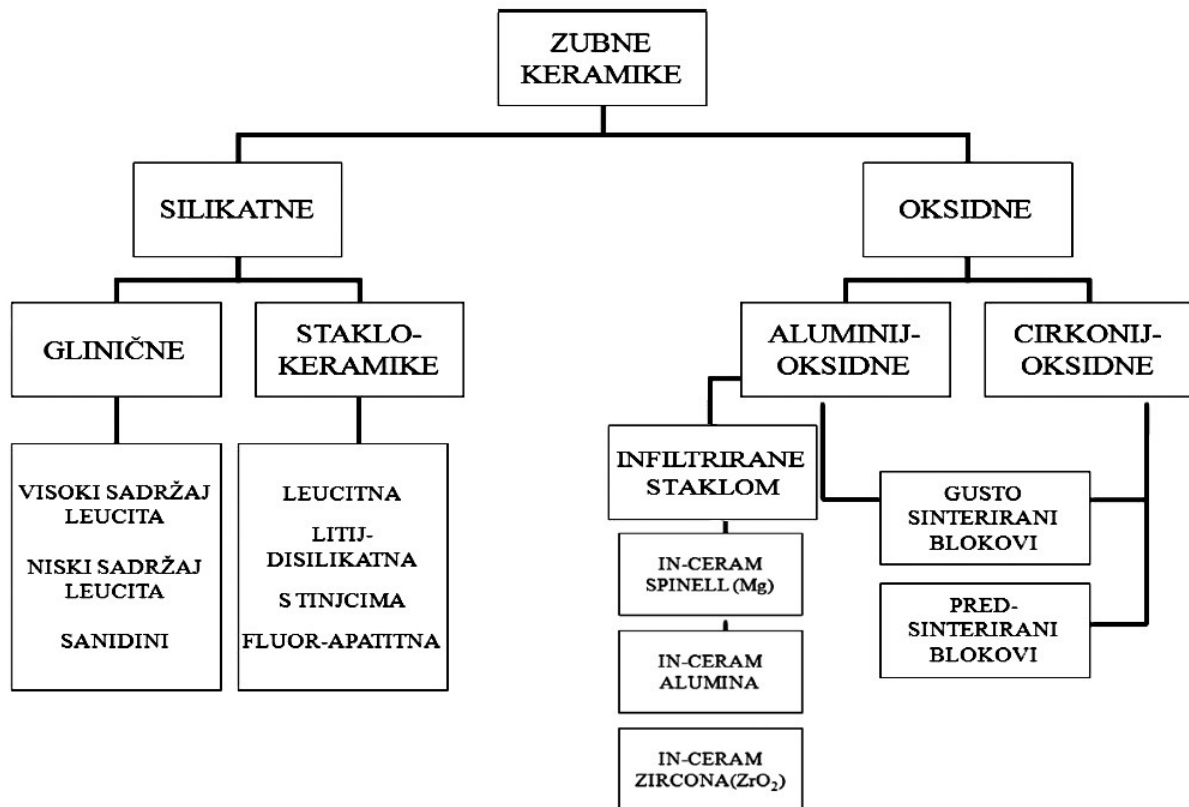 ZUBNE
KERAMIKE
SILIKATNE
OKSIDNE
GLINIČNE
STAKLO-
KERAMIKE
ALUMINIJ-
OKSIDNE
CIRKONIJ-
OKSIDNE
VISOKI SADRŽAJ
LEUCITA
NISKI SADRŽAJ
LEUCITA
SANIDINI
LEUCITNA
LITIJ-
DISILIKATNA
S TINJCIMA
FLUOR-APATITNA
INFILTRIRANE
STAKLOM
IN-CERAM
SPINELL (Mg)
IN-CERAM
ALUMINA
IN-CERAM
ZIRCONA(ZrO₂)
GUSTO
SINTERIRANI
BLOKOVI
PRED-
SINTERIRANI
BLOKOVI